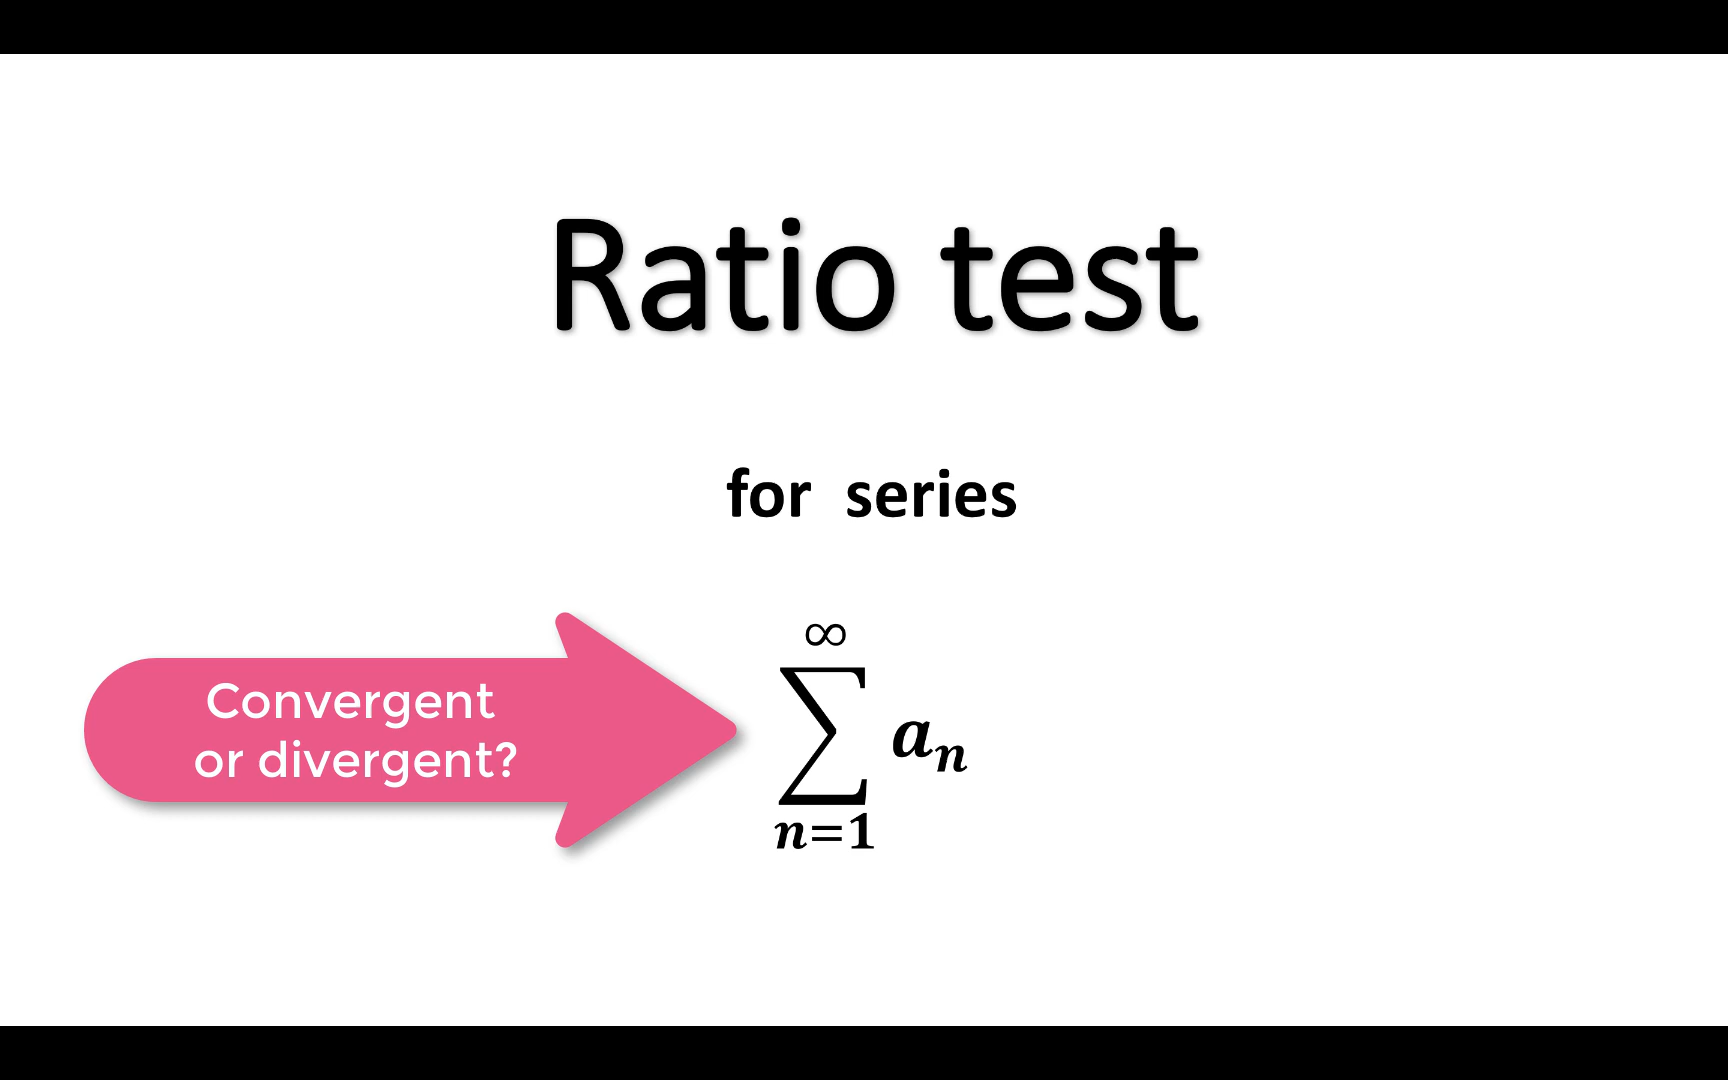 Ratio test
for series
Convergent
or divergent?
∞
∑ aₙ
n=1